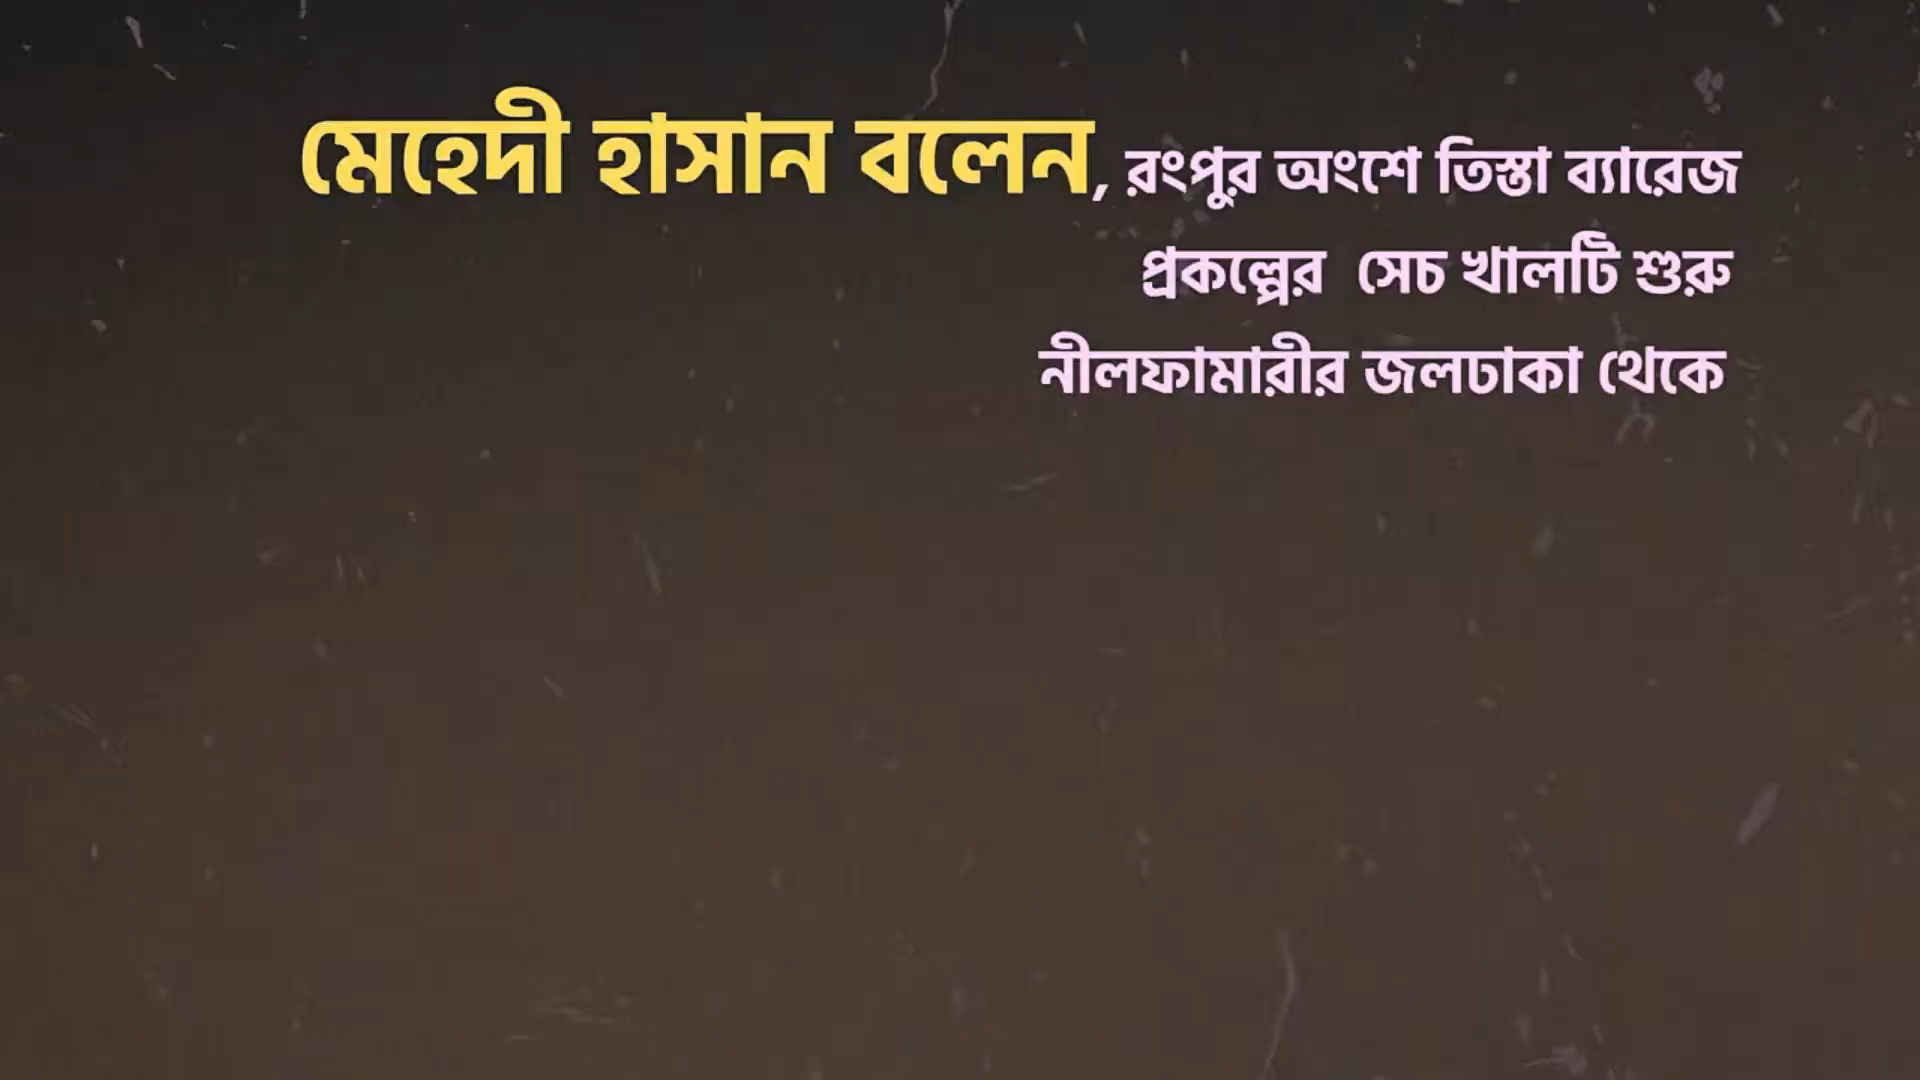 মেহেদী হাসান বলেন, রংপুর অংশে তিস্তা ব্যারেজ
প্রকল্পের সেচ খালটি শুরু
নীলফামারীর জলঢাকা থেকে